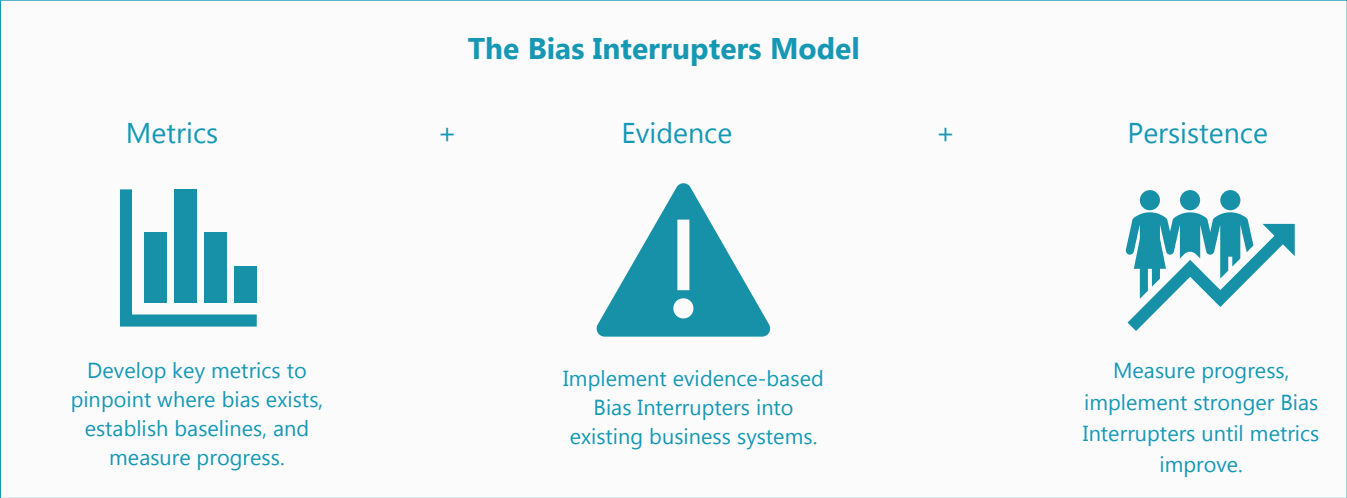 The Bias Interrupters Model
Metrics + Evidence + Persistence
Develop key metrics to
pinpoint where bias exists,
establish baselines, and
measure progress.
Implement evidence-based
Bias Interrupters into
existing business systems.
Measure progress,
implement stronger Bias
Interrupters until metrics
improve.